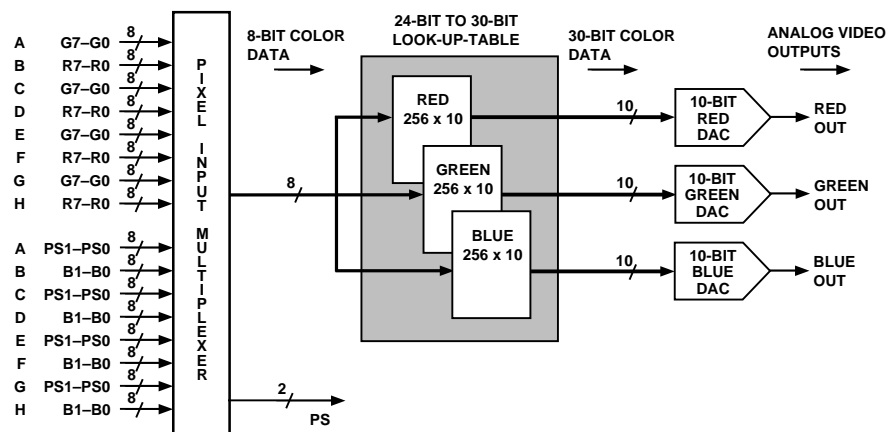 A G7–G0 8
B R7–R0 8
C G7–G0 8
D R7–R0 8
E G7–G0 8
F R7–R0 8
G G7–G0 8
H R7–R0 8
A PS1–PS0 8
B B1–B0 8
C PS1–PS0 8
D B1–B0 8
E PS1–PS0 8
F B1–B0 8
G PS1–PS0 8
H B1–B0 8
PIXEL INPUT MULTIPLEXER
8-BIT COLOR
DATA
8
2
PS
24-BIT TO 30-BIT
LOOK-UP-TABLE
RED
256 x 10
GREEN
256 x 10
BLUE
256 x 10
30-BIT COLOR
DATA
10
10
10
10-BIT
RED
DAC
10-BIT
GREEN
DAC
10-BIT
BLUE
DAC
ANALOG VIDEO
OUTPUTS
RED
OUT
GREEN
OUT
BLUE
OUT